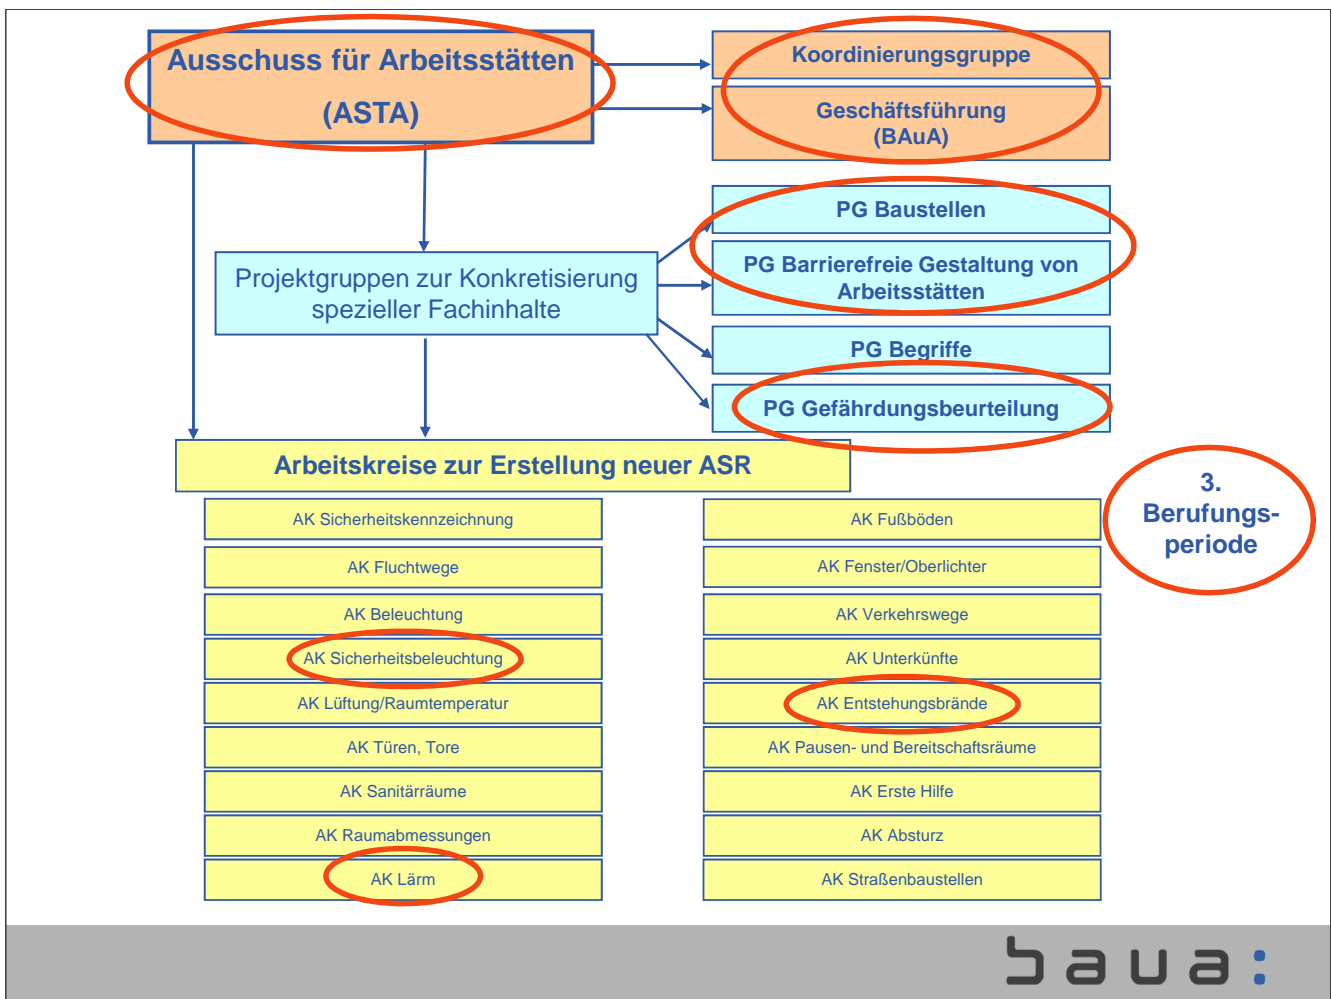 Ausschuss für Arbeitsstätten
(ASTA)
Koordinierungsgruppe
Geschäftsführung
(BAuA)
PG Baustellen
PG Barrierefreie Gestaltung von
Arbeitsstätten
Projektgruppen zur Konkretisierung
spezieller Fachinhalte
PG Begriffe
PG Gefährdungsbeurteilung
Arbeitskreise zur Erstellung neuer ASR
3.
Berufungs-
periode
AK Sicherheitskennzeichnung
AK Fluchtwege
AK Beleuchtung
AK Sicherheitsbeleuchtung
AK Lüftung/Raumtemperatur
AK Türen, Tore
AK Sanitärräume
AK Raumabmessungen
AK Lärm
AK Fußböden
AK Fenster/Oberlichter
AK Verkehrswege
AK Unterkünfte
AK Entstehungsbrände
AK Pausen- und Bereitschaftsräume
AK Erste Hilfe
AK Absturz
AK Straßenbaustellen
baua: